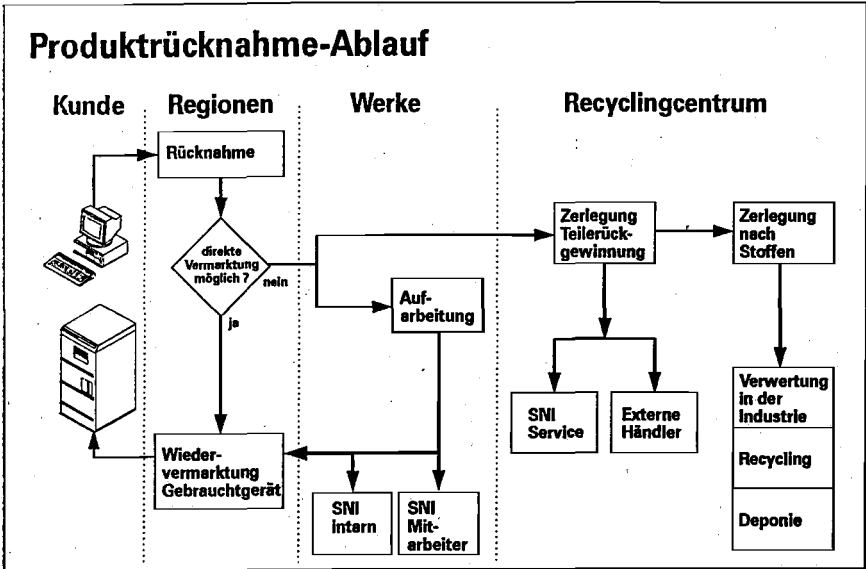 Produktrücknahme-Ablauf
Kunde
Regionen
Werke
Recyclingcentrum
Rücknahme
direkte
Vermarktung
möglich ?
nein
ja
Wieder-
vermarktung
Gebrauchtgerät
Auf-
arbeitung
SNI
intern
SNI
Mit-
arbeiter
Zerlegung
Teilerück-
gewinnung
SNI
Service
Externe
Händler
Zerlegung
nach
Stoffen
Verwertung
in der
Industrie
Recycling
Deponie